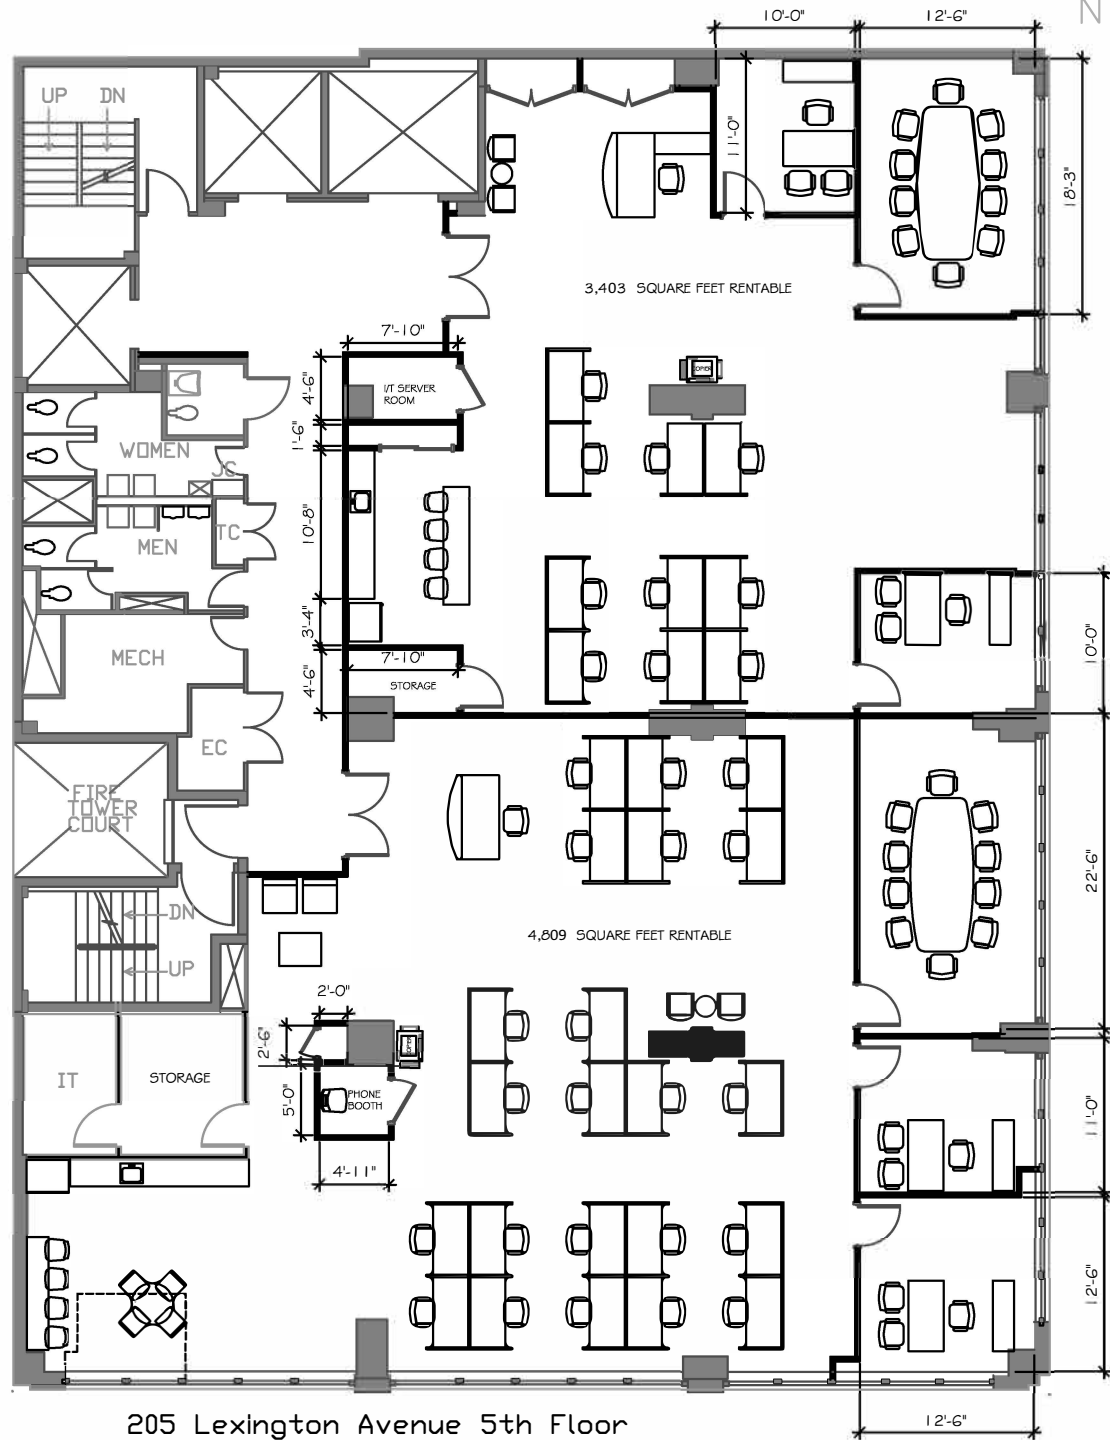 10'-0"
12'-6"
N
UP
DN
11'-0"
18'-3"
3,403 SQUARE FEET RENTABLE
7'-10"
4'-6"
I/T SERVER
ROOM
COPIER
1'-6"
WOMEN
JC
10'-8"
TC
MEN
3'-4"
MECH
7'-10"
4'-6"
STORAGE
10'-0"
EC
FIRE
TOWER
COURT
22'-6"
DN
4,809 SQUARE FEET RENTABLE
UP
2'-0"
2'-6"
COPIER
IT
STORAGE
5'-0"
PHONE
BOOTH
11'-0"
4'-11"
12'-6"
205 Lexington Avenue 5th Floor
12'-6"